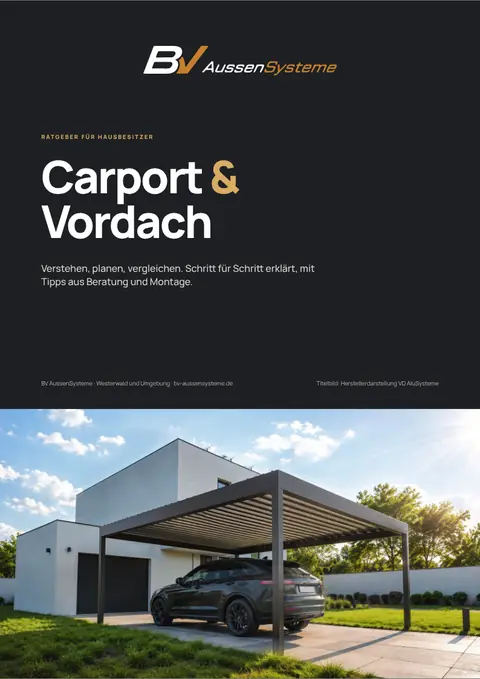 BV AussenSysteme
RATGEBER FÜR HAUSBESITZER
Carport &
Vordach
Verstehen, planen, vergleichen. Schritt für Schritt erklärt, mit
Tipps aus Beratung und Montage.
BV AussenSysteme · Westerwald und Umgebung · bv-aussensysteme.de
Titelbild: Herstellerdarstellung VD AluSysteme